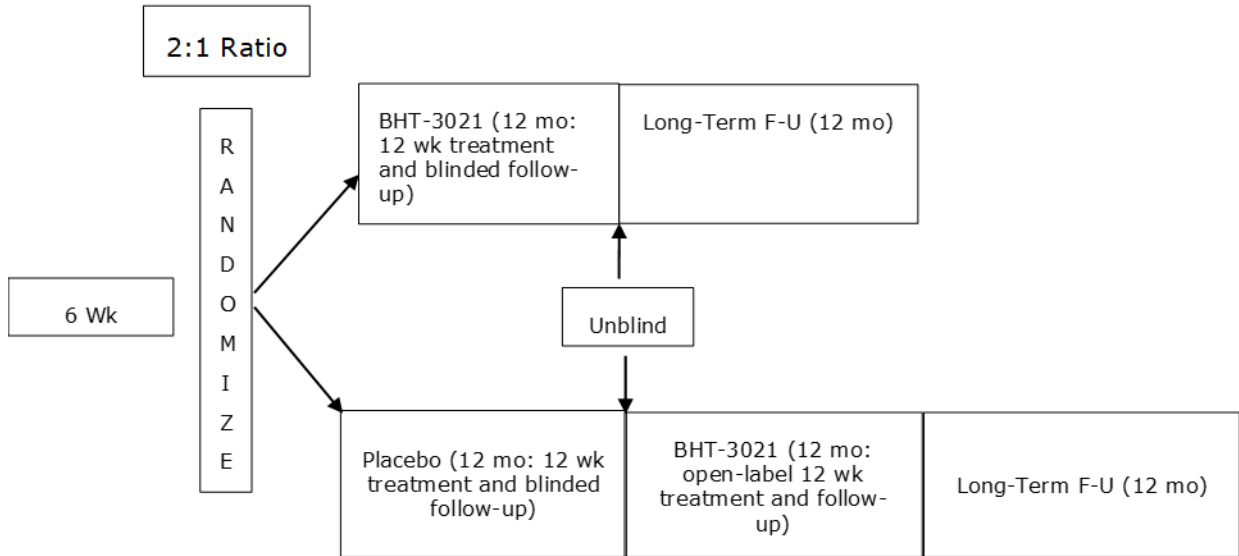 2:1 Ratio
6 Wk
R
A
N
D
O
M
I
Z
E
BHT-3021 (12 mo:
12 wk treatment
and blinded follow-
up)
Long-Term F-U (12 mo)
Unblind
Placebo (12 mo: 12 wk
treatment and blinded
follow-up)
BHT-3021 (12 mo:
open-label 12 wk
treatment and follow-
up)
Long-Term F-U (12 mo)